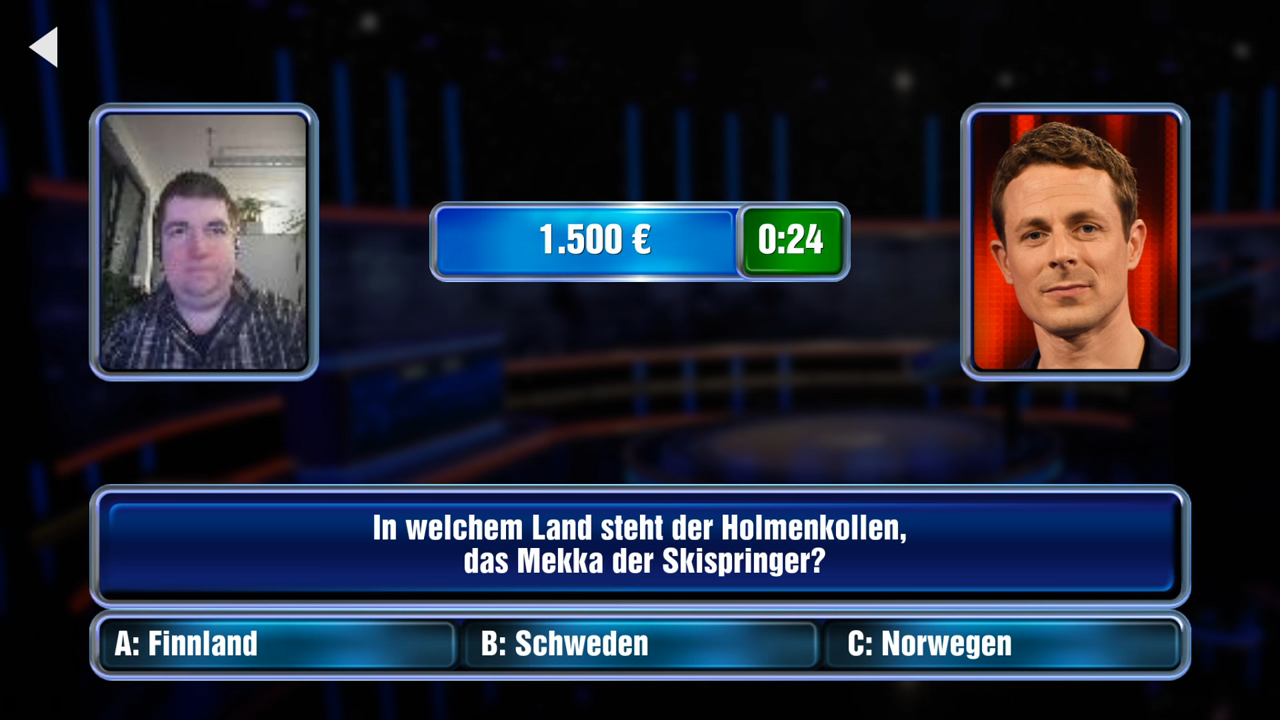 1.500 €
0:24
In welchem Land steht der Holmenkollen,
das Mekka der Skispringer?
A: Finnland
B: Schweden
C: Norwegen